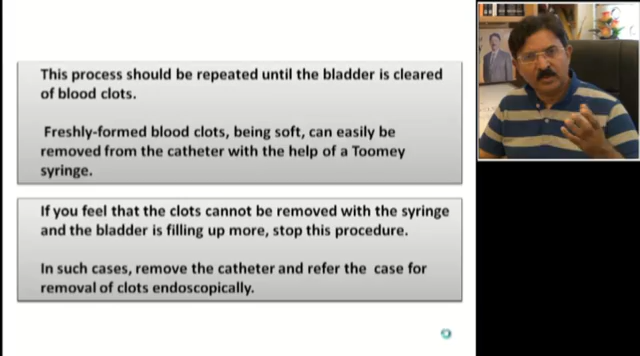 This process should be repeated until the bladder is cleared
of blood clots.
Freshly-formed blood clots, being soft, can easily be
removed from the catheter with the help of a Toomey
syringe.
If you feel that the clots cannot be removed with the syringe
and the bladder is filling up more, stop this procedure.
In such cases, remove the catheter and refer the case for
removal of clots endoscopically.